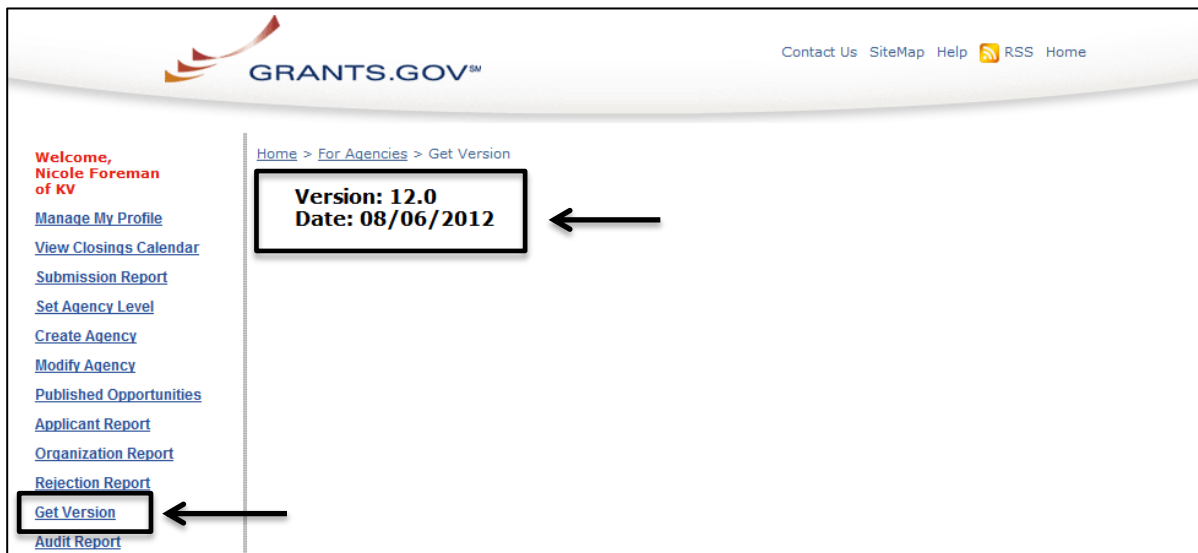 GRANTS.GOV℠
Contact Us SiteMap Help RSS Home
Welcome,
Nicole Foreman
of KV
Manage My Profile
View Closings Calendar
Submission Report
Set Agency Level
Create Agency
Modify Agency
Published Opportunities
Applicant Report
Organization Report
Rejection Report
Get Version
Audit Report
Home > For Agencies > Get Version
Version: 12.0
Date: 08/06/2012